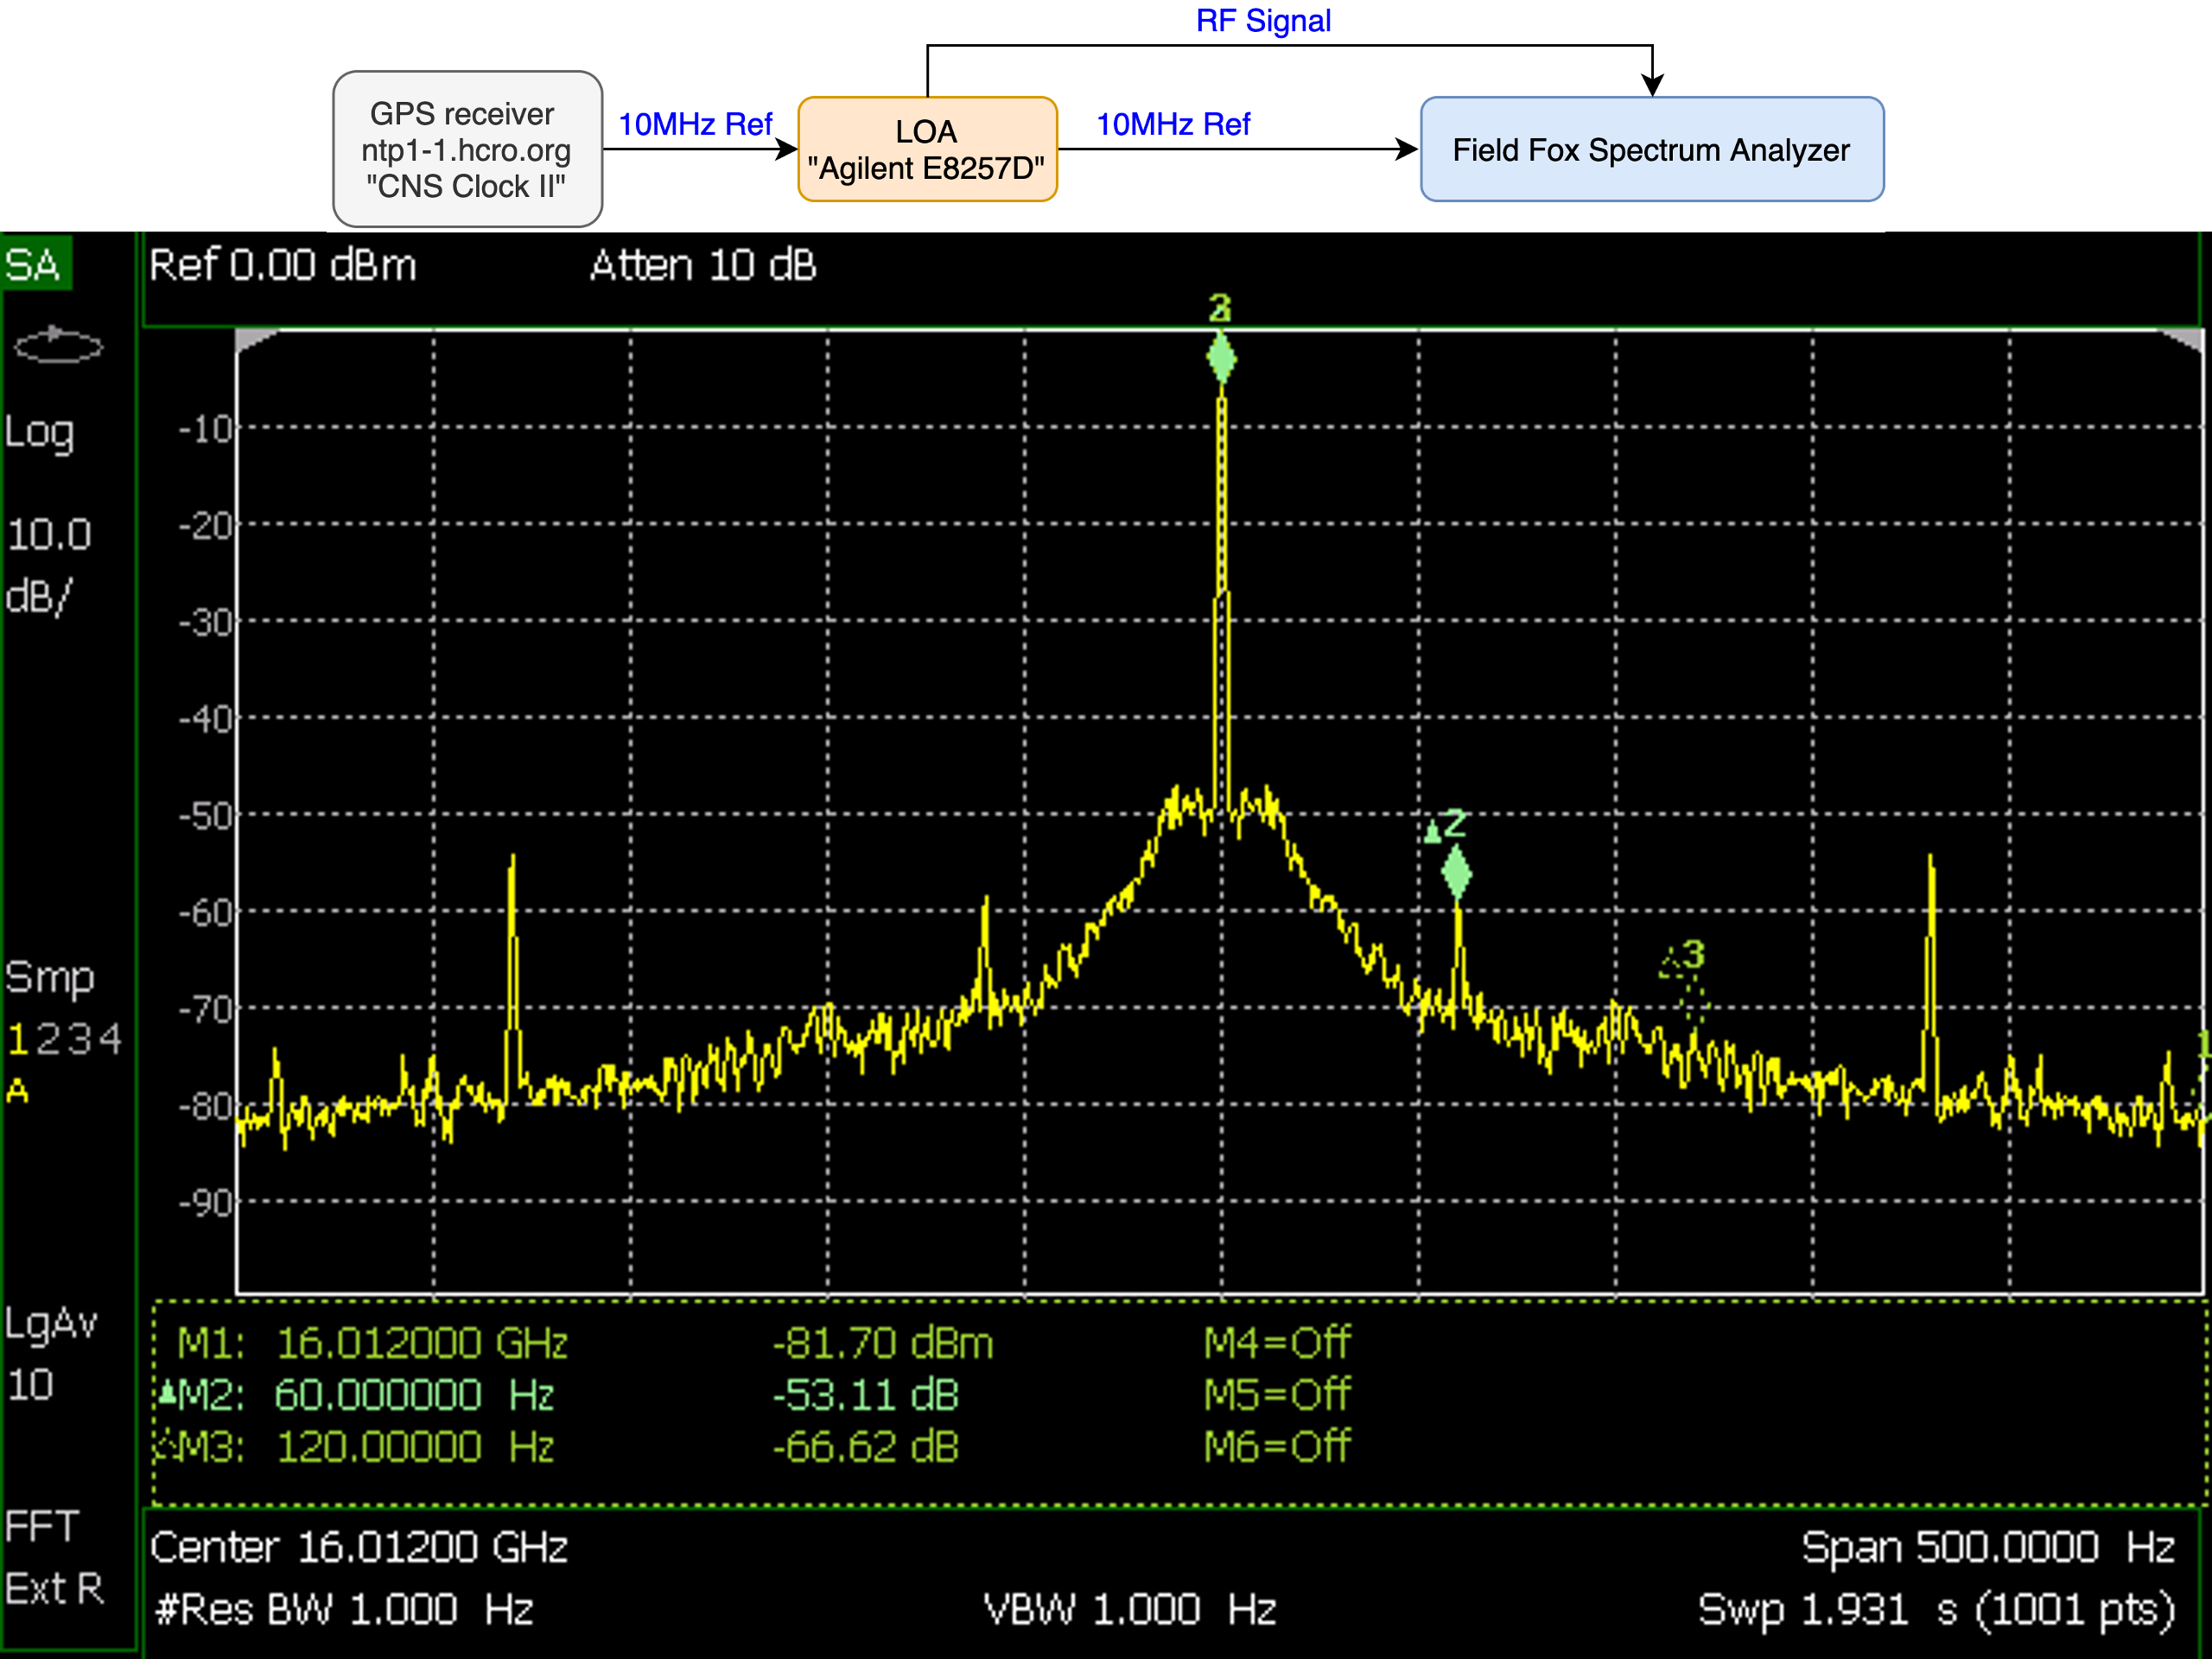 RF Signal
GPS receiver
ntp1-1.hcro.org
"CNS Clock II"
10MHz Ref
LOA
"Agilent E8257D"
10MHz Ref
Field Fox Spectrum Analyzer
SA
Ref 0.00 dBm
Atten 10 dB
Log
10.0
dB/
Smp
1234
A
LgAv
10
FFT
Ext R
-10
-20
-30
-40
-50
-60
-70
-80
-90
3
2
3
1
M1: 16.012000 GHz -81.70 dBm M4=Off
M2: 60.000000 Hz -53.11 dB M5=Off
M3: 120.00000 Hz -66.62 dB M6=Off
Center 16.01200 GHz
Span 500.0000 Hz
#Res BW 1.000 Hz
VBW 1.000 Hz
Swp 1.931 s (1001 pts)